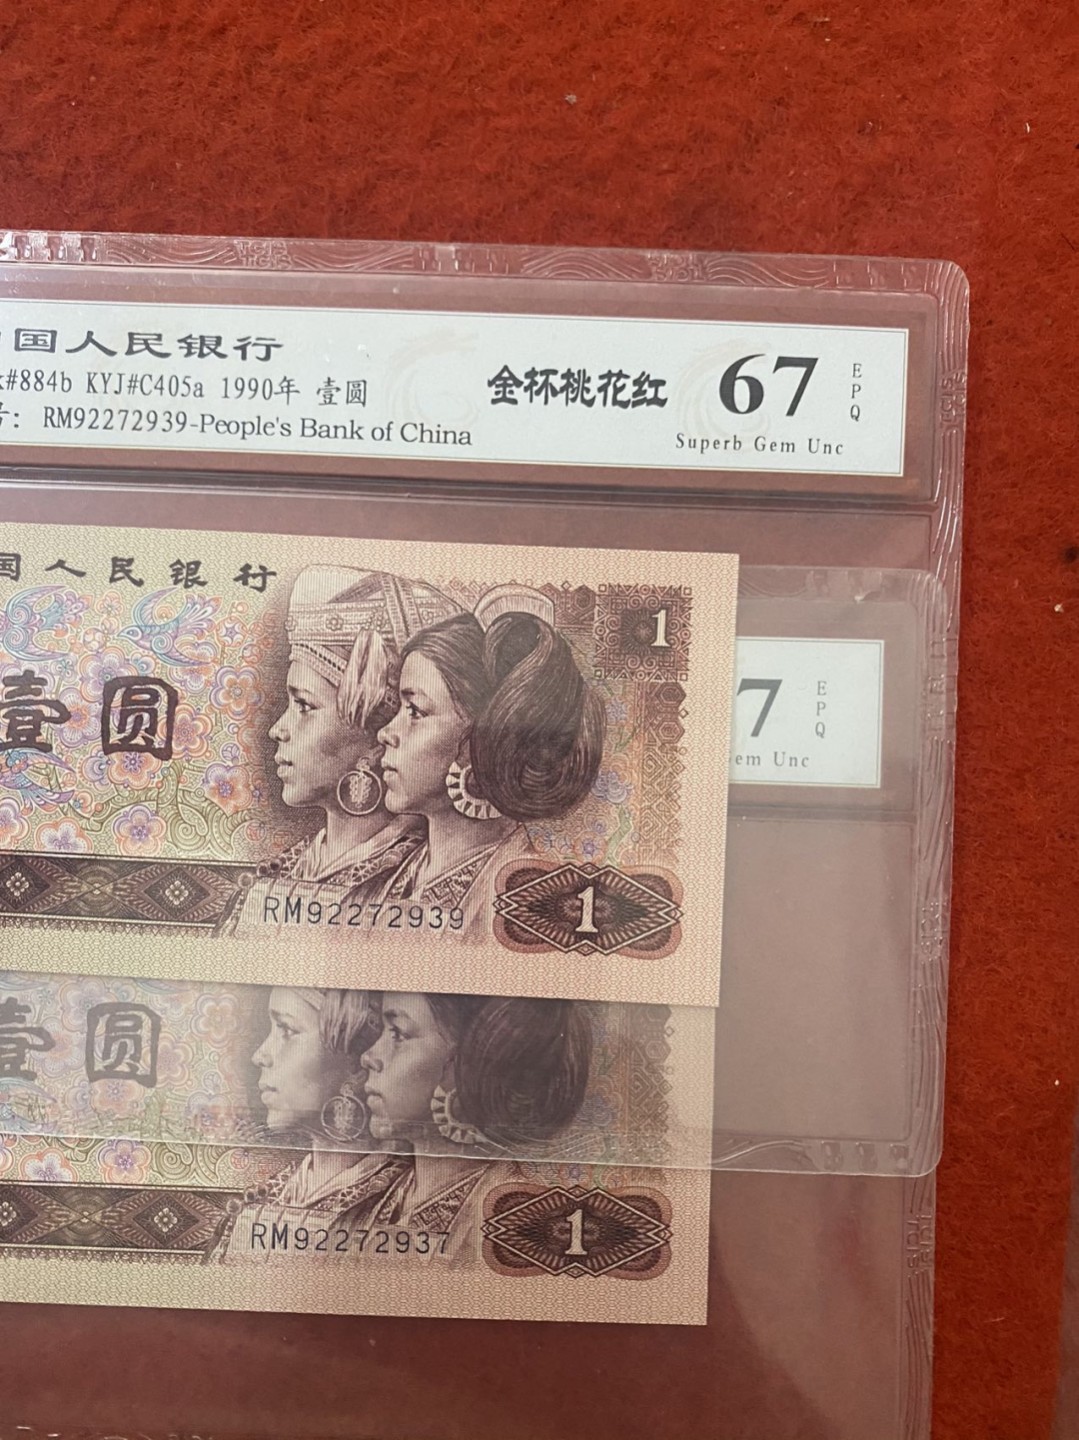 国人民银行
#884b KYJ#C405a 1990年 壹圆
号: RM92272939-People's Bank of China
金杯桃花红
67
EPQ
Superb Gem Unc
国人民银行
1
壹圆
RM92272939
1
7
EPQ
em Unc
壹圆
RM92272937
1